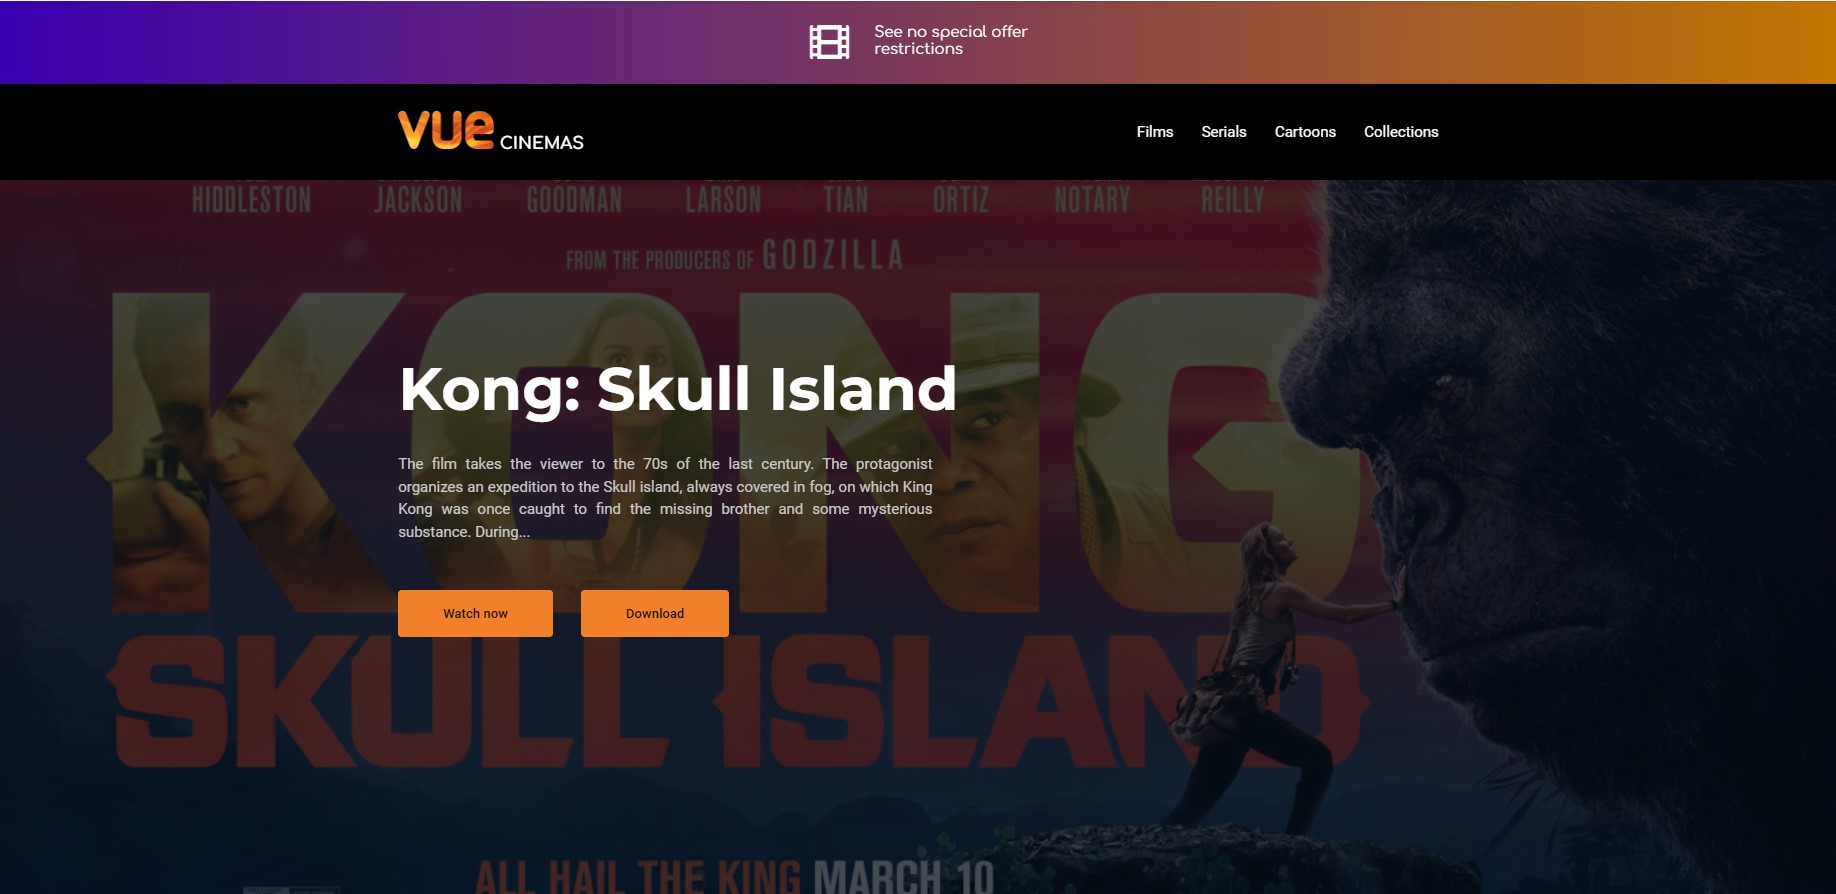 See no special offer
restrictions
vue CINEMAS
Films Serials Cartoons Collections
HIDDLESTON JACKSON GOODMAN LARSON TIAN ORTIZ NOTARY REILLY
FROM THE PRODUCERS OF GODZILLA
KONG
Kong: Skull Island
The film takes the viewer to the 70s of the last century. The protagonist
organizes an expedition to the Skull island, always covered in fog, on which King
Kong was once caught to find the missing brother and some mysterious
substance. During...
Watch now Download
SKULL ISLAND
ALL HAIL THE KING MARCH 10